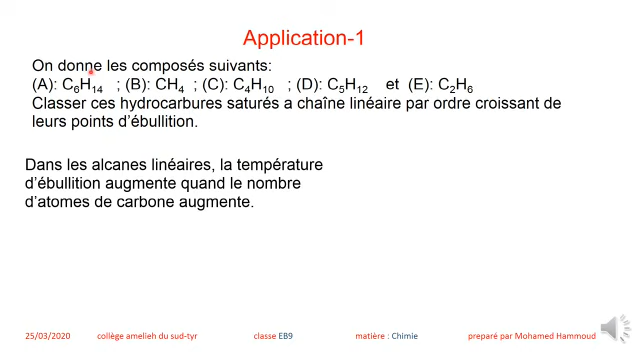 Application-1
On donne les composés suivants:
(A): C₆H₁₄ ; (B): CH₄ ; (C): C₄H₁₀ ; (D): C₅H₁₂ et (E): C₂H₆
Classer ces hydrocarbures saturés a chaîne linéaire par ordre croissant de
leurs points d'ébullition.
Dans les alcanes linéaires, la température
d'ébullition augmente quand le nombre
d'atomes de carbone augmente.
25/03/2020 collège amelieh du sud-tyr classe EB9 matière : Chimie preparé par Mohamed Hammoud